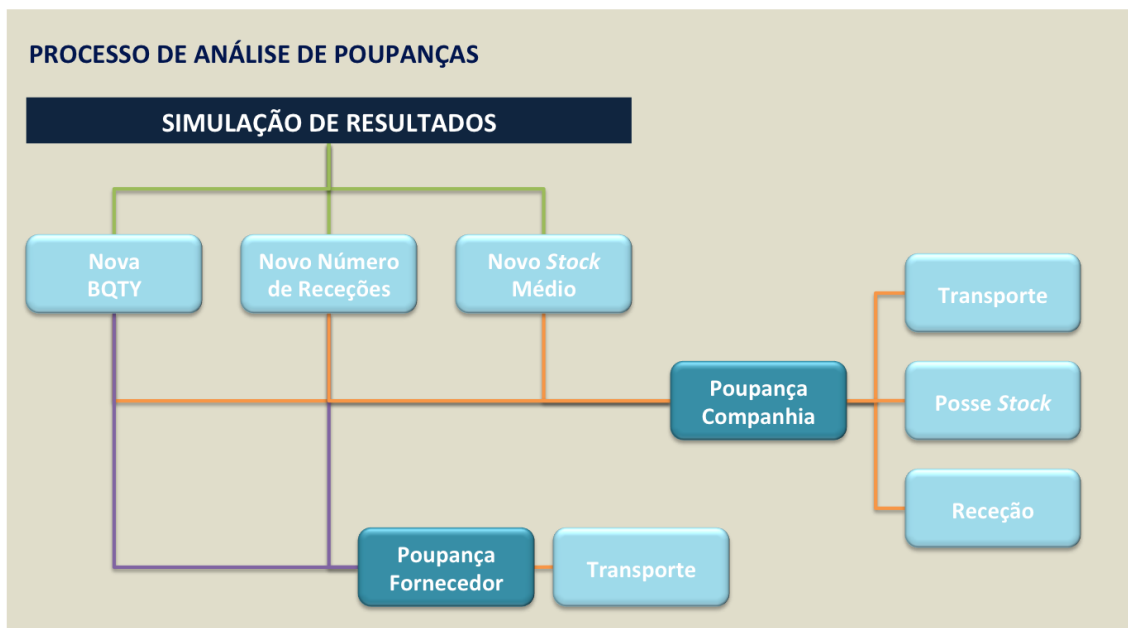 PROCESSO DE ANÁLISE DE POUPANÇAS
SIMULAÇÃO DE RESULTADOS
Nova
BQTY
Novo Número
de Receções
Novo Stock
Médio
Transporte
Poupança
Companhia
Posse Stock
Receção
Poupança
Fornecedor
Transporte